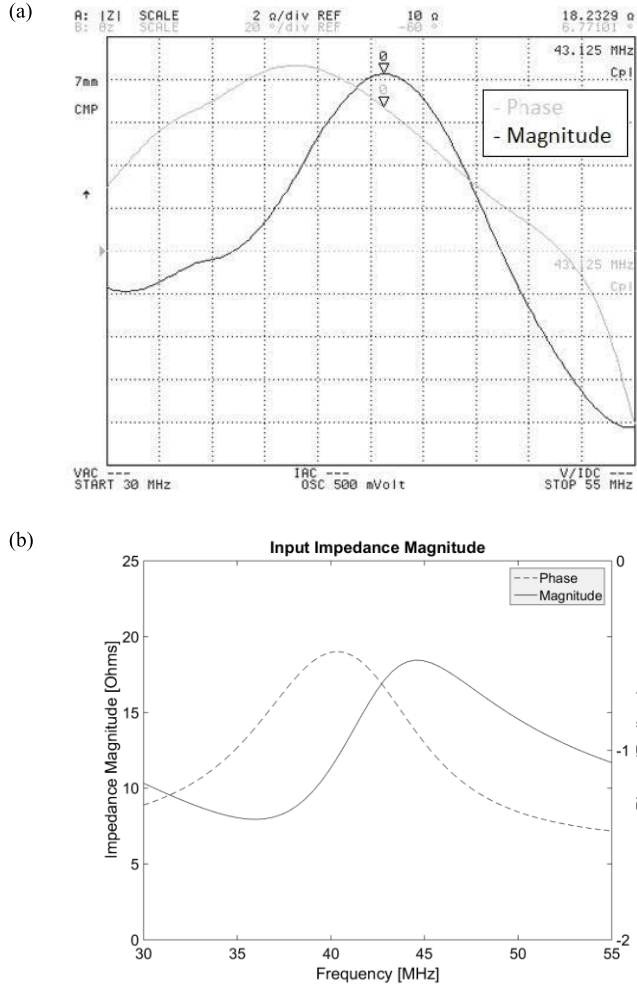 (a)
A: |Z| SCALE 2 Ω/div REF 10 Ω 18.2329 Ω
B: θz SCALE 20 °/div REF -60 ° 6.77101 °
0 43.125 MHz
7mm Cpl
0
CMP - Phase
- Magnitude
43.125 MHz
Cpl
VAC --- IAC --- V/IDC ---
START 30 MHz OSC 500 mVolt STOP 55 MHz
(b)
Input Impedance Magnitude
25 0
Phase
Magnitude
20
15
-1
10
5
0 -2
30 35 40 45 50 55
Impedance Magnitude [Ohms]
Frequency [MHz]